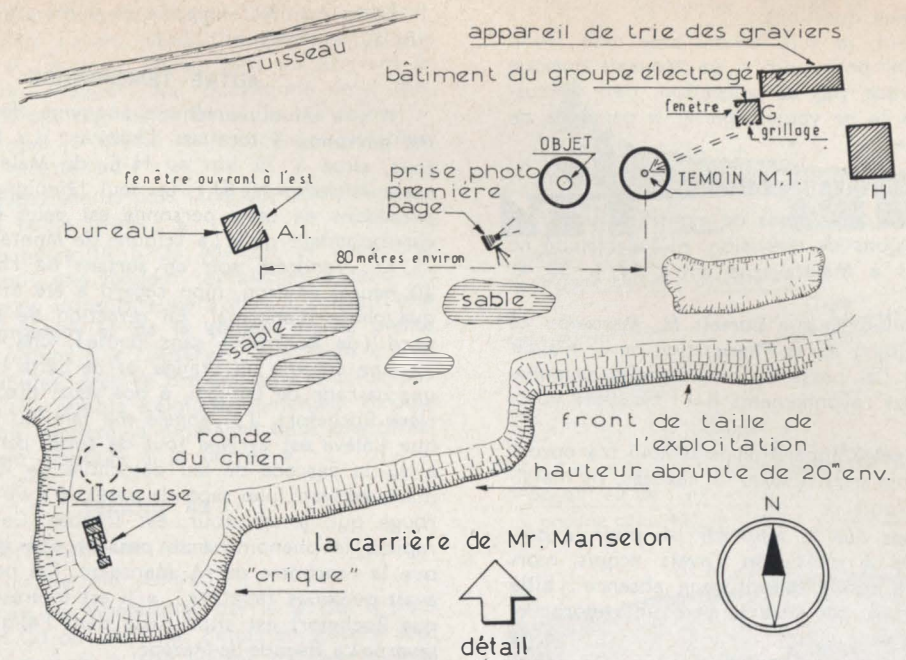 ruisseau
appareil de trie des graviers
bâtiment du groupe électrogéne
fenêtre
G
grillage
OBJET
TEMOIN M.1.
H
fenêtre ouvrant à l'est
prise photo
première
page
bureau
A.1.
80 mètres environ
sable
sable
ronde
du chien
pelleteuse
front de taille de
l'exploitation
hauteur abrupte de 20m env.
la carrière de Mr. Manselon
"crique"
N
détail